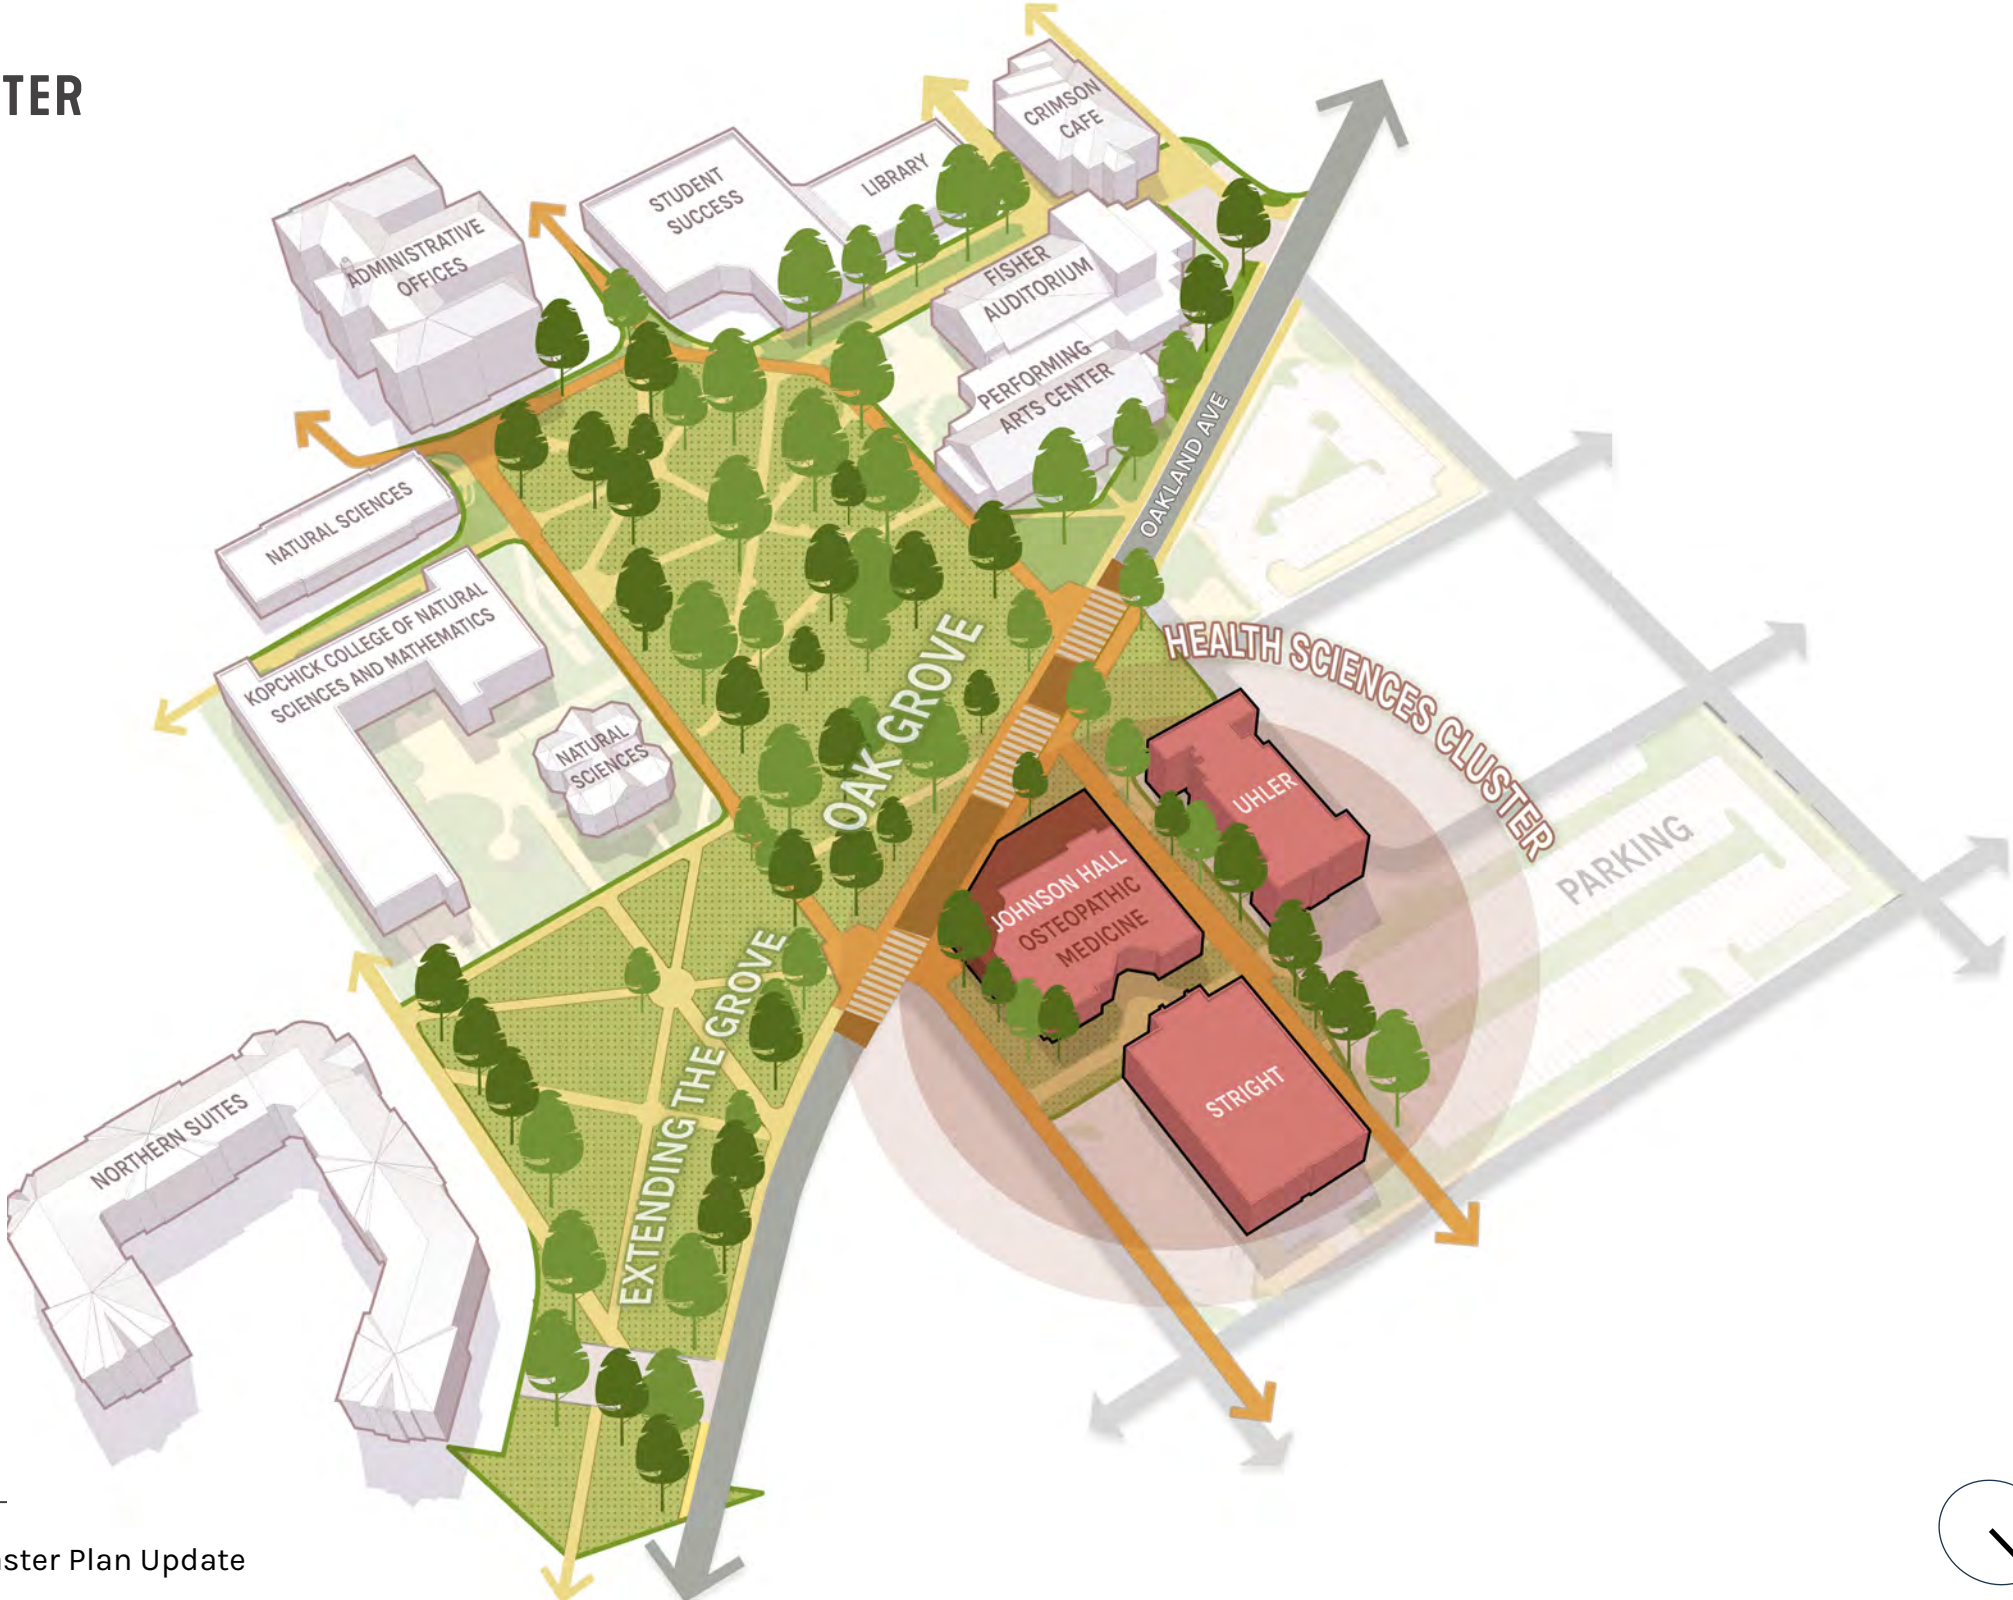 TER
CRIMSON
CAFE
STUDENT
SUCCESS
LIBRARY
ADMINISTRATIVE
OFFICES
FISHER
AUDITORIUM
PERFORMING
ARTS CENTER
OAKLAND AVE
NATURAL SCIENCES
KOPCHICK COLLEGE OF NATURAL
SCIENCES AND MATHEMATICS
NATURAL
SCIENCES
OAK GROVE
HEALTH SCIENCES CLUSTER
UHLER
PARKING
JOHNSON HALL
OSTEOPATHIC
MEDICINE
STRIGHT
EXTENDING THE GROVE
NORTHERN SUITES
ster Plan Update